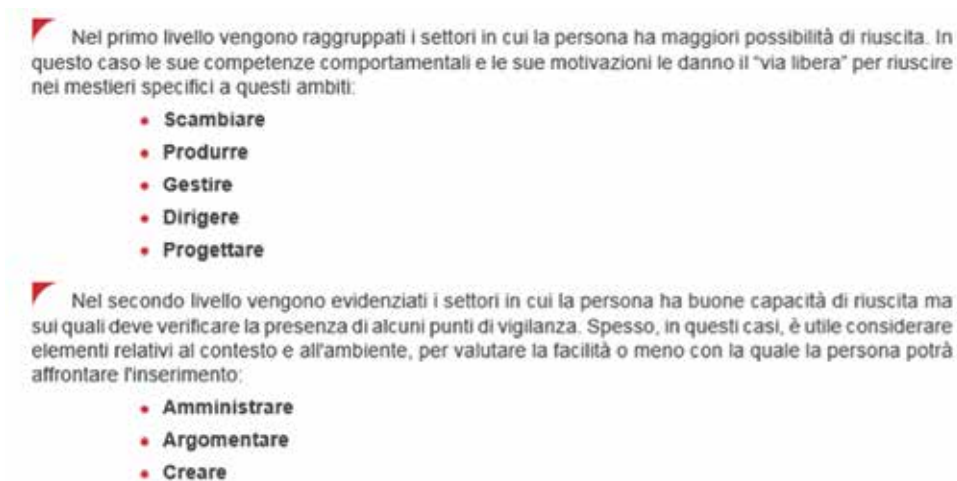 Nel primo livello vengono raggruppati i settori in cui la persona ha maggiori possibilità di riuscita. In
questo caso le sue competenze comportamentali e le sue motivazioni le danno il “via libera” per riuscire
nei mestieri specifici a questi ambiti:
• Scambiare
• Produrre
• Gestire
• Dirigere
• Progettare
Nel secondo livello vengono evidenziati i settori in cui la persona ha buone capacità di riuscita ma
sui quali deve verificare la presenza di alcuni punti di vigilanza. Spesso, in questi casi, è utile considerare
elementi relativi al contesto e all'ambiente, per valutare la facilità o meno con la quale la persona potrà
affrontare l'inserimento:
• Amministrare
• Argomentare
• Creare